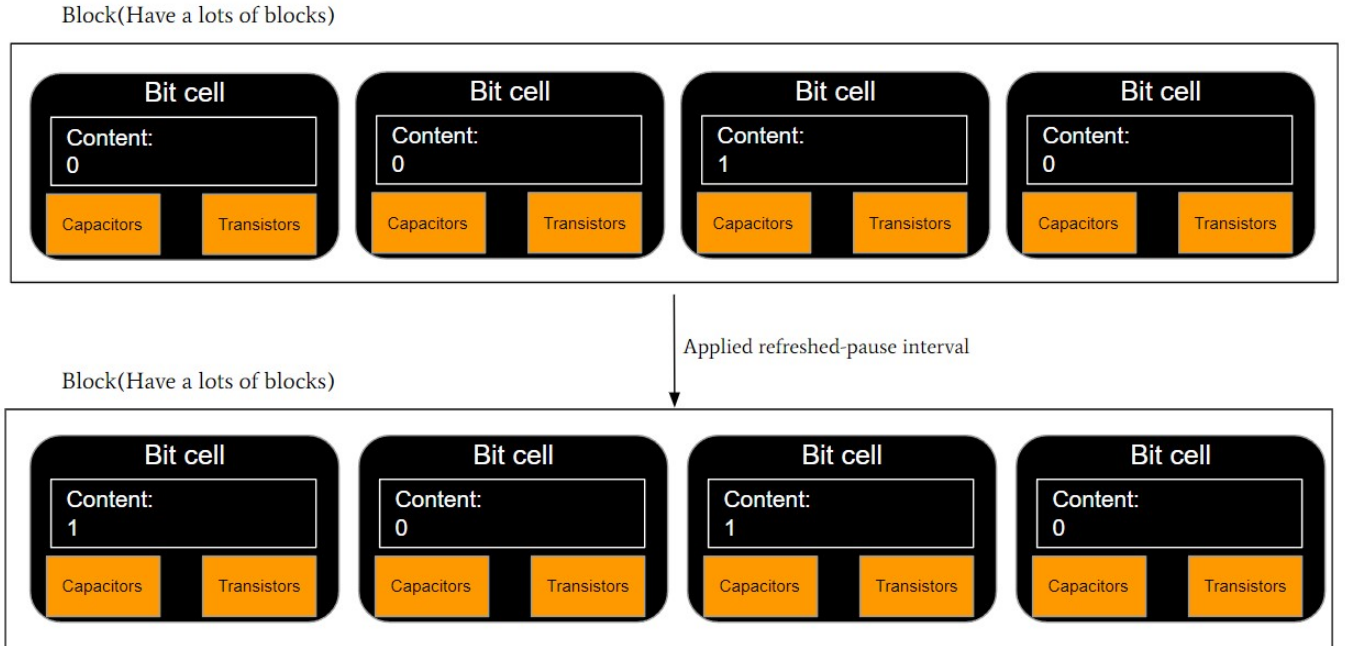 Block(Have a lots of blocks)
Bit cell
Content:
0
Capacitors
Transistors
Bit cell
Content:
0
Capacitors
Transistors
Bit cell
Content:
1
Capacitors
Transistors
Bit cell
Content:
0
Capacitors
Transistors
Applied refreshed-pause interval
Block(Have a lots of blocks)
Bit cell
Content:
1
Capacitors
Transistors
Bit cell
Content:
0
Capacitors
Transistors
Bit cell
Content:
1
Capacitors
Transistors
Bit cell
Content:
0
Capacitors
Transistors